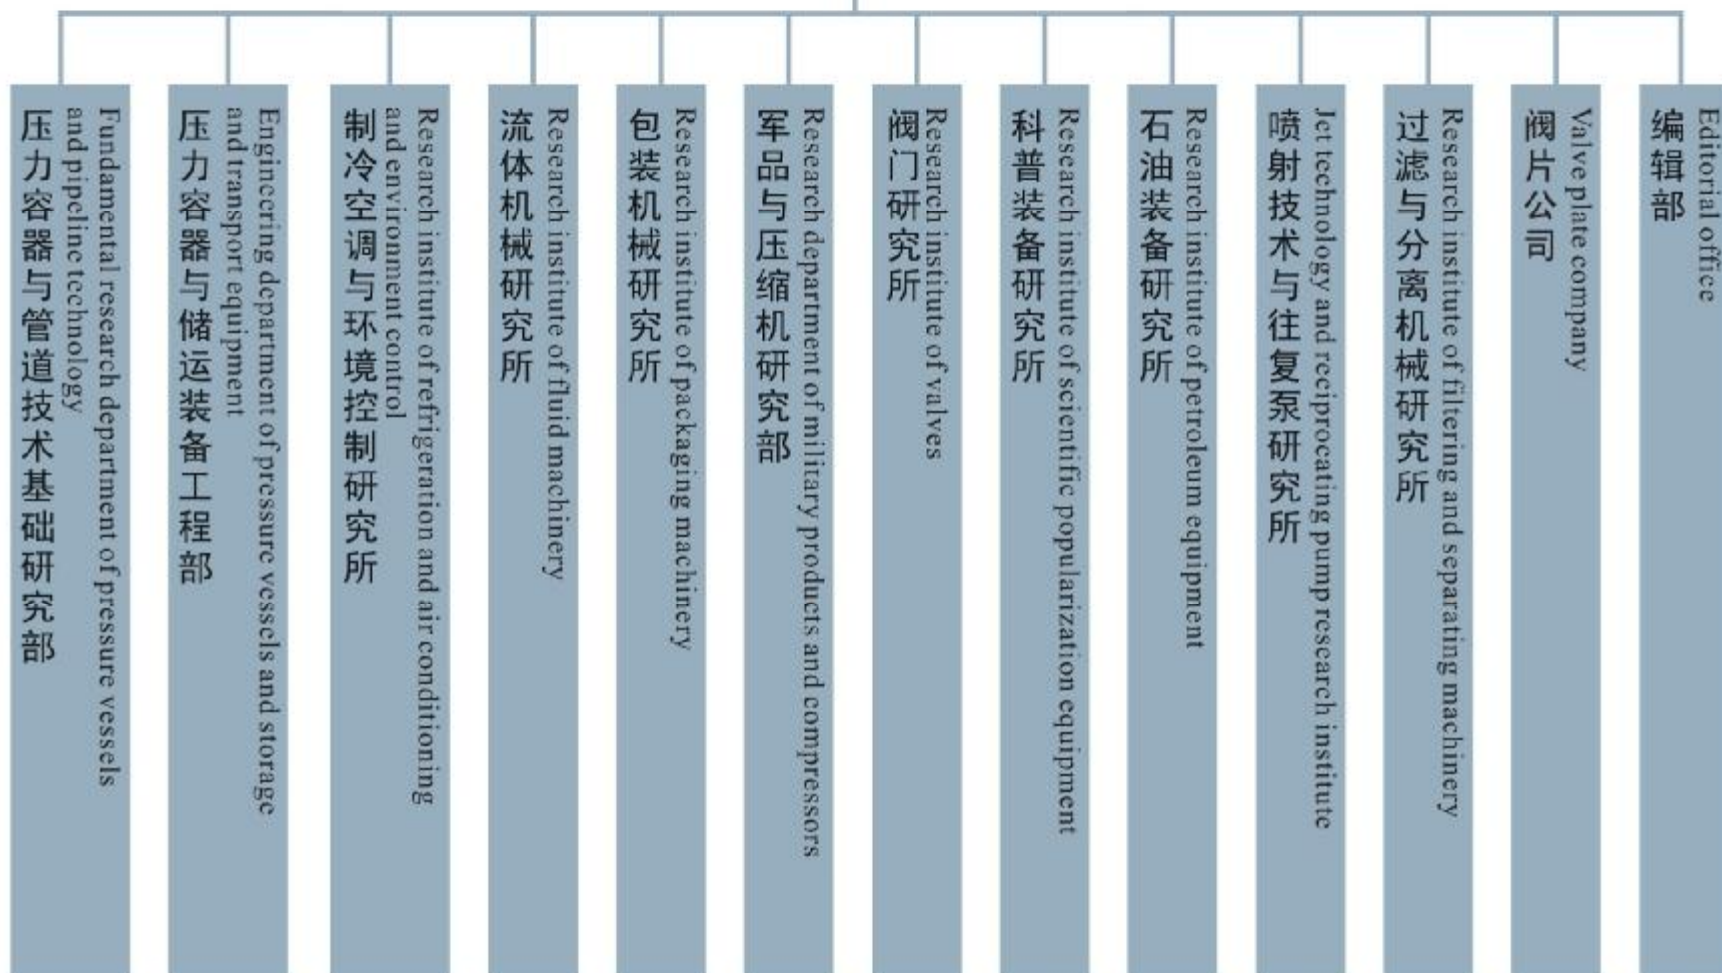 压力容器与管道技术基础研究部
Fundamental research department of pressure vessels
and pipeline technology
压力容器与储运装备工程部
Engineering department of pressure vessels and storage
and transport equipment
制冷空调与环境控制研究所
Research institute of refrigeration and air conditioning
and environment control
流体机械研究所
Research institute of fluid machinery
包装机械研究所
Research institute of packaging machinery
军品与压缩机研究部
Research department of military products and compressors
阀门研究所
Research institute of valves
科普装备研究所
Research institute of scientific popularization equipment
石油装备研究所
Research institute of petroleum equipment
喷射技术与往复泵研究所
Jet technology and reciprocating pump research institute
过滤与分离机械研究所
Research institute of filtering and separating machinery
阀片公司
Valve plate company
编辑部
Editorial office